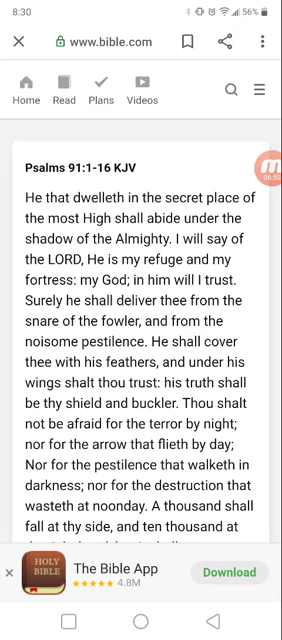 8:30
56%
www.bible.com
Home Read Plans Videos
Psalms 91:1-16 KJV
06:50
He that dwelleth in the secret place of
the most High shall abide under the
shadow of the Almighty. I will say of
the LORD, He is my refuge and my
fortress: my God; in him will I trust.
Surely he shall deliver thee from the
snare of the fowler, and from the
noisome pestilence. He shall cover
thee with his feathers, and under his
wings shalt thou trust: his truth shall
be thy shield and buckler. Thou shalt
not be afraid for the terror by night;
nor for the arrow that flieth by day;
Nor for the pestilence that walketh in
darkness; nor for the destruction that
wasteth at noonday. A thousand shall
fall at thy side, and ten thousand at
HOLY
BIBLE
The Bible App
4.8M
Download